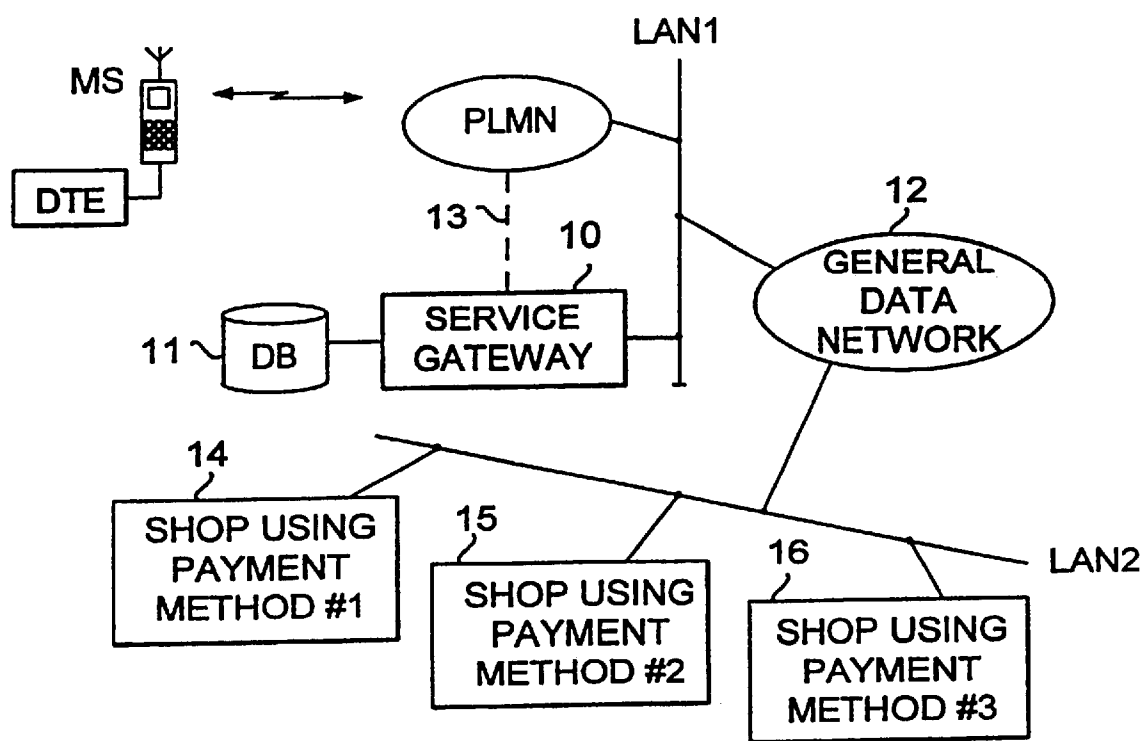 LAN1
MS
PLMN
DTE
13
10
12
GENERAL
DATA
NETWORK
SERVICE
GATEWAY
11
DB
14
SHOP USING
PAYMENT
METHOD #1
15
SHOP USING
PAYMENT
METHOD #2
16
SHOP USING
PAYMENT
METHOD #3
LAN2